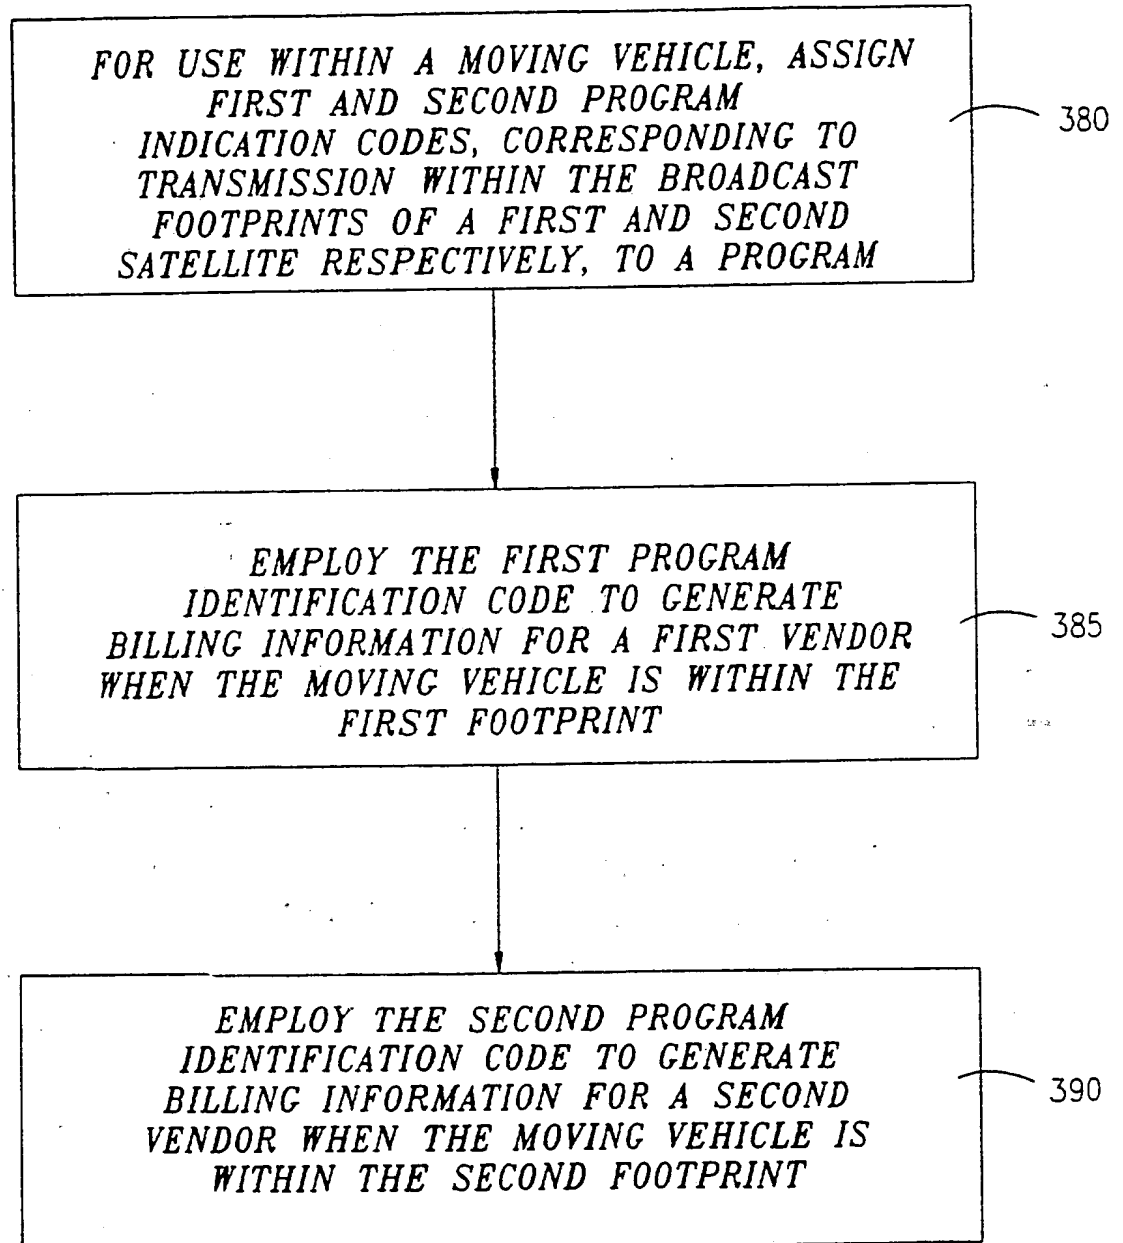 FOR USE WITHIN A MOVING VEHICLE, ASSIGN
FIRST AND SECOND PROGRAM
INDICATION CODES, CORRESPONDING TO
TRANSMISSION WITHIN THE BROADCAST
FOOTPRINTS OF A FIRST AND SECOND
SATELLITE RESPECTIVELY, TO A PROGRAM
380
EMPLOY THE FIRST PROGRAM
IDENTIFICATION CODE TO GENERATE
BILLING INFORMATION FOR A FIRST VENDOR
WHEN THE MOVING VEHICLE IS WITHIN THE
FIRST FOOTPRINT
385
EMPLOY THE SECOND PROGRAM
IDENTIFICATION CODE TO GENERATE
BILLING INFORMATION FOR A SECOND
VENDOR WHEN THE MOVING VEHICLE IS
WITHIN THE SECOND FOOTPRINT
390